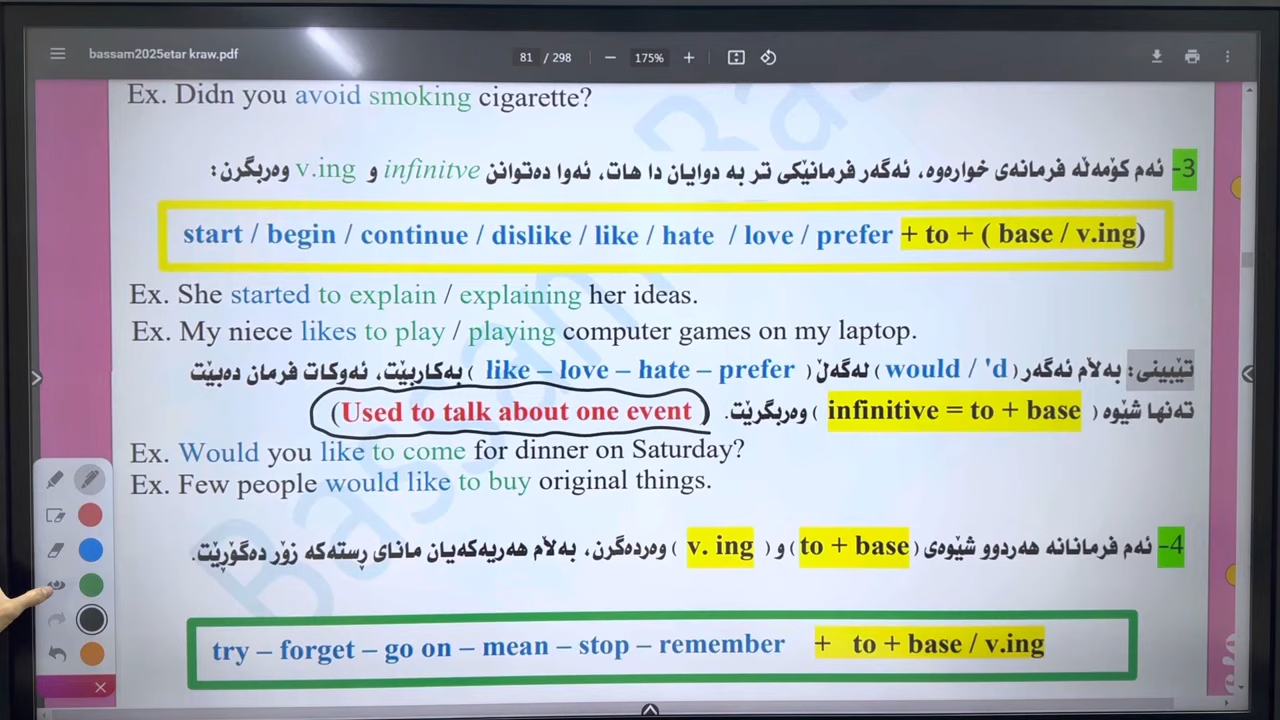 bassam2025etar kraw.pdf
81 / 298
175%
Ex. Didn you avoid smoking cigarette?
3- ئەم کۆمەڵە فرمانەی خوارەوە، ئەگەر فرمانێکی تر بە دوایان دا هات، ئەوا دەتوانن infinitve و v.ing وەربگرن:
start / begin / continue / dislike / like / hate / love / prefer + to + ( base / v.ing)
Ex. She started to explain / explaining her ideas.
Ex. My niece likes to play / playing computer games on my laptop.
تێبینی: بەڵام ئەگەر (would / 'd) لەگەڵ (like – love – hate – prefer) بەکاربێت، ئەوکات فرمان دەبێت
تەنها شێوە (infinitive = to + base) وەربگرێت. (Used to talk about one event)
Ex. Would you like to come for dinner on Saturday?
Ex. Few people would like to buy original things.
4- ئەم فرمانانە هەردوو شێوەی (to + base) و (v. ing) وەردەگرن، بەڵام هەریەکەیان مانای ڕستەکە زۆر دەگۆڕێت.
try – forget – go on – mean – stop – remember + to + base / v.ing